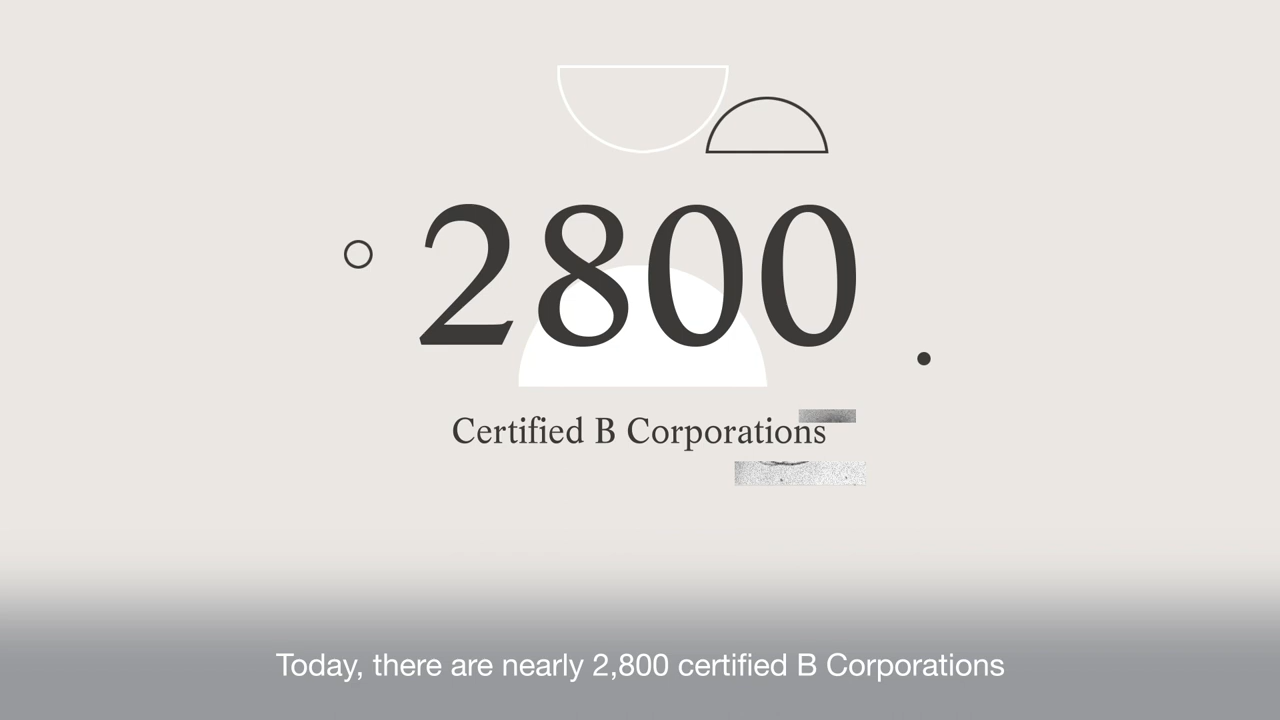 2800
Certified B Corporations
Today, there are nearly 2,800 certified B Corporations